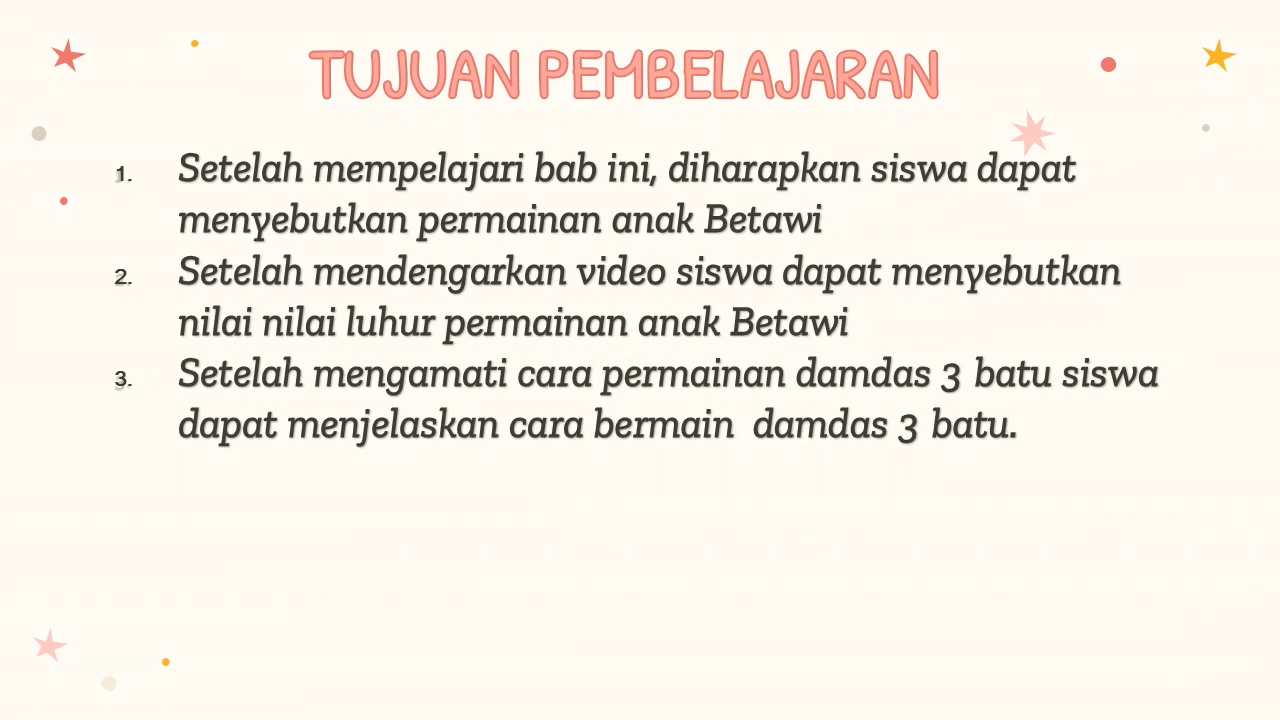 TUJUAN PEMBELAJARAN
1. Setelah mempelajari bab ini, diharapkan siswa dapat
menyebutkan permainan anak Betawi
2. Setelah mendengarkan video siswa dapat menyebutkan
nilai nilai luhur permainan anak Betawi
3. Setelah mengamati cara permainan damdas 3 batu siswa
dapat menjelaskan cara bermain  damdas 3 batu.